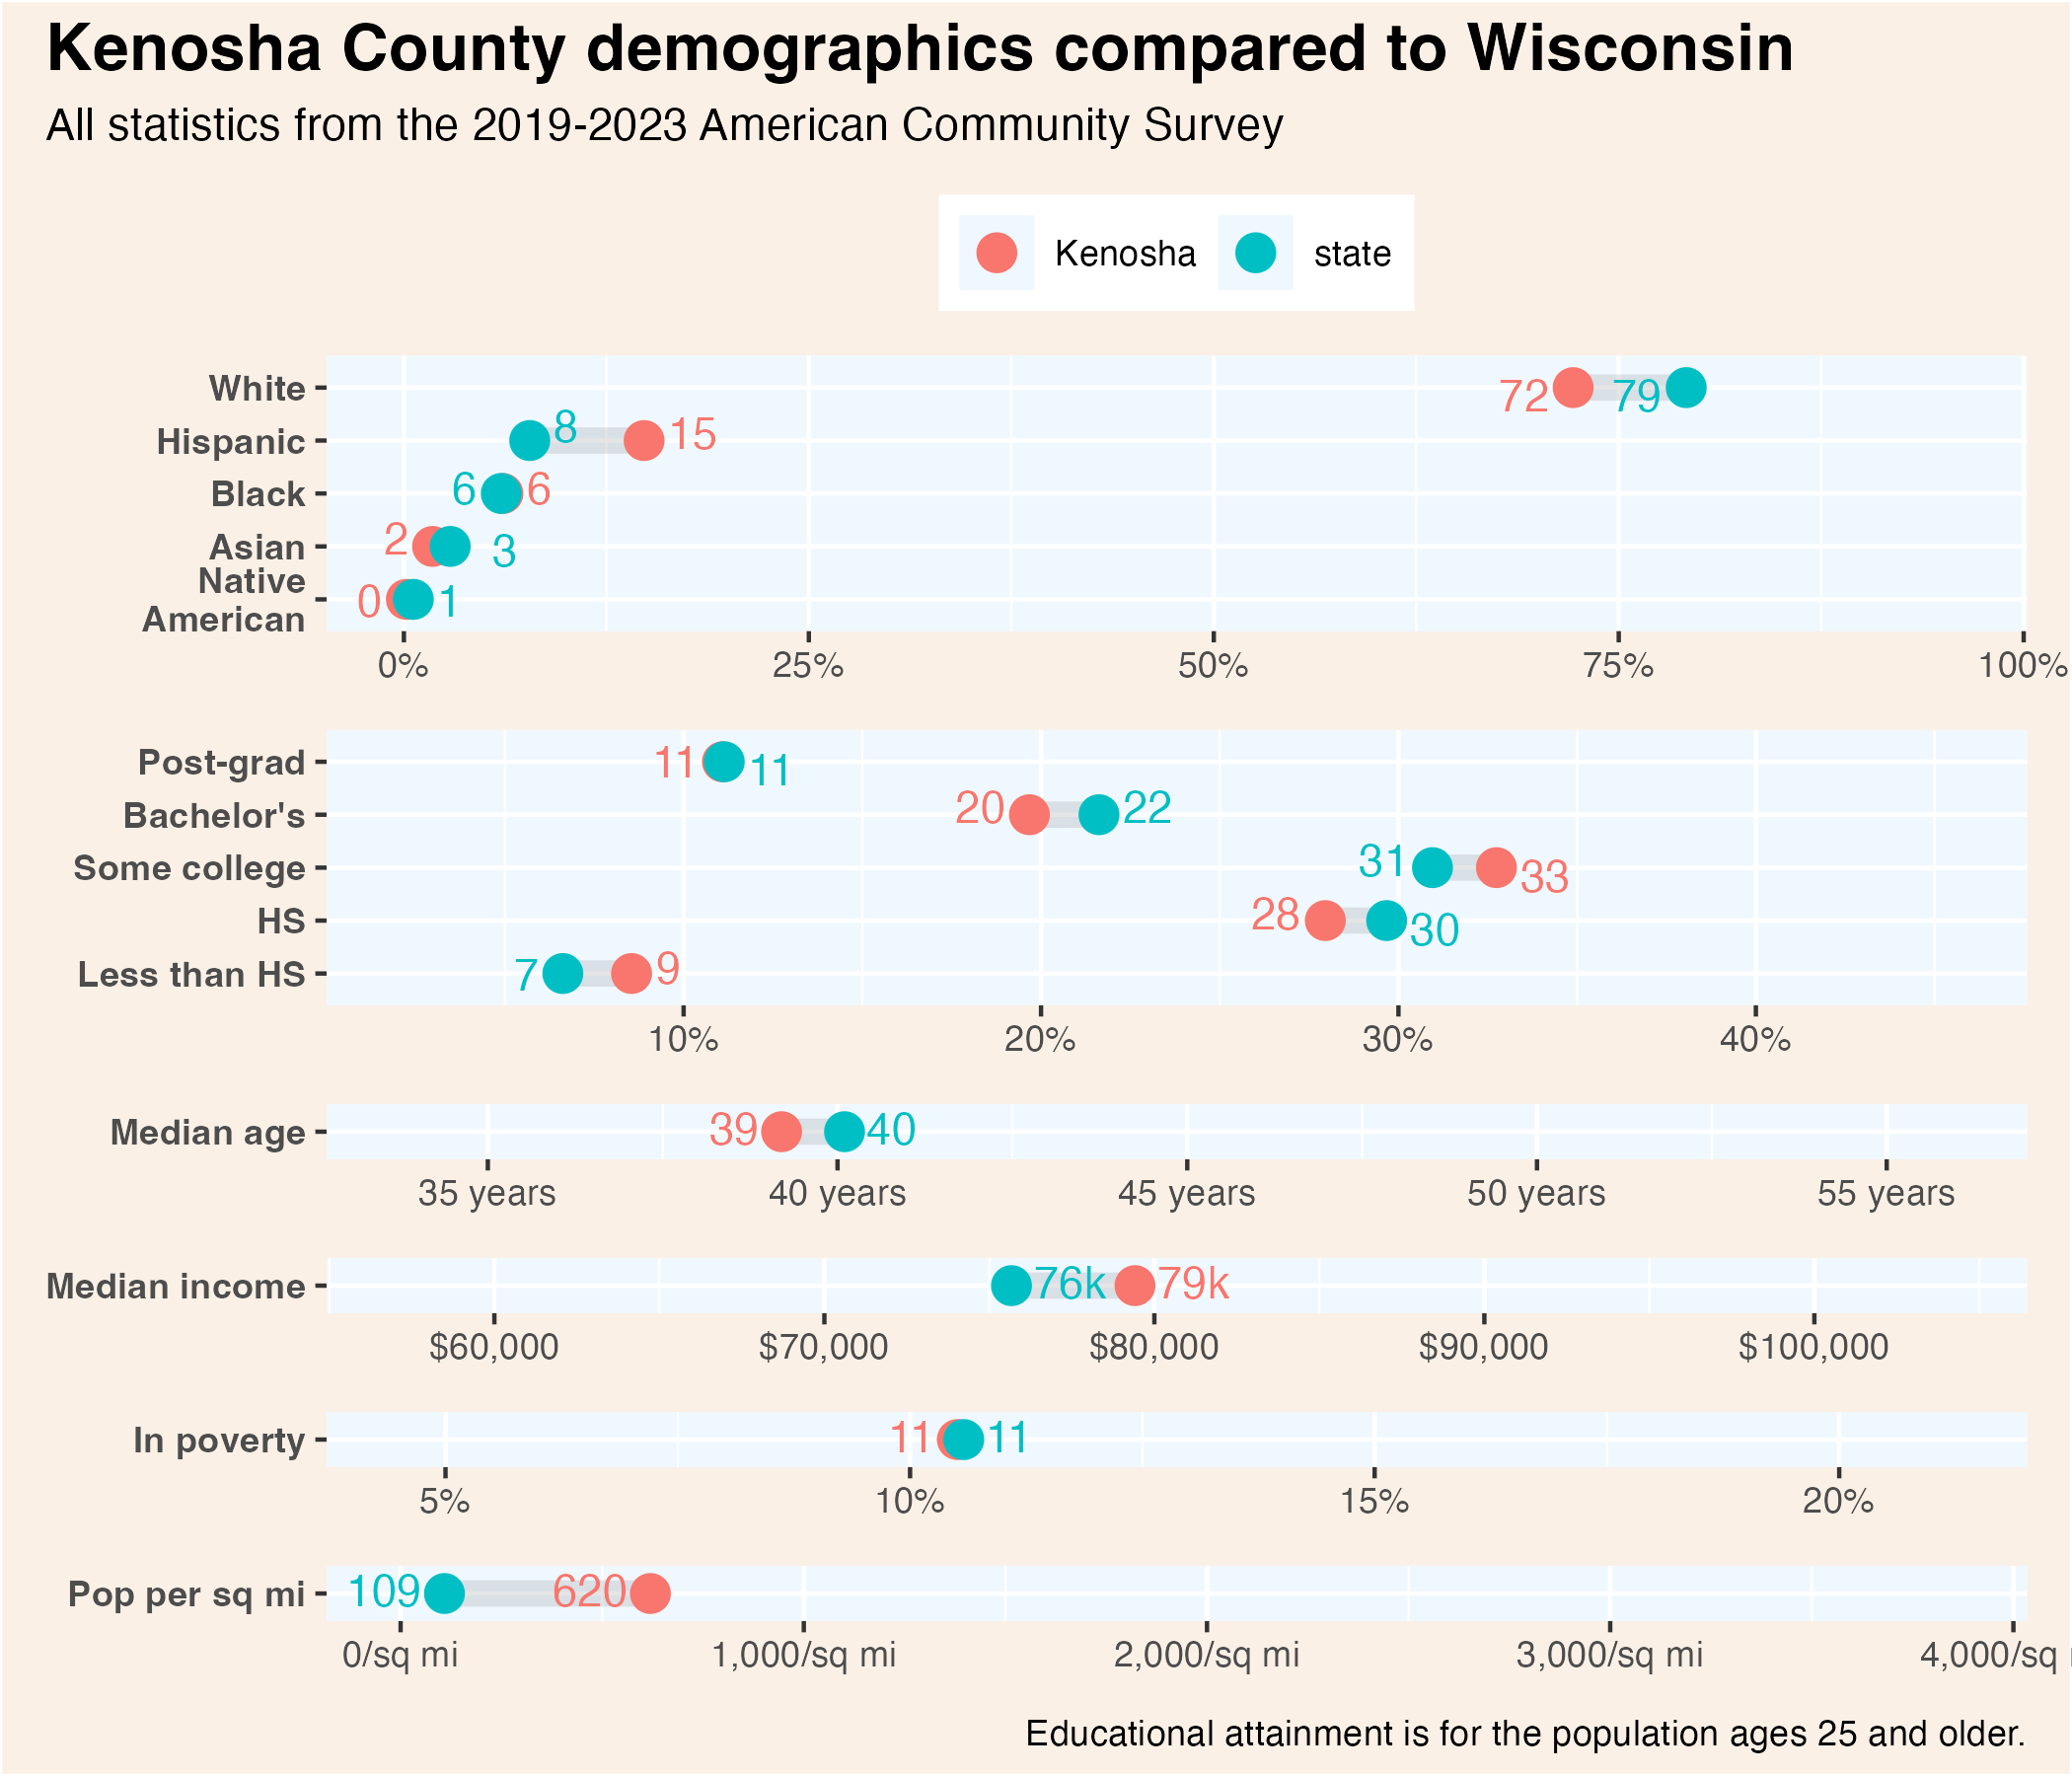 Kenosha County demographics compared to Wisconsin
All statistics from the 2019-2023 American Community Survey
Kenosha state
White 72 79
Hispanic 8 15
Black 6 6
Asian 2 3
Native
American 0 1
0% 25% 50% 75% 100%
Post-grad 11 11
Bachelor's 20 22
Some college 31 33
HS 28 30
Less than HS 7 9
10% 20% 30% 40%
Median age 39 40
35 years 40 years 45 years 50 years 55 years
Median income 76k 79k
$60,000 $70,000 $80,000 $90,000 $100,000
In poverty 11 11
5% 10% 15% 20%
Pop per sq mi 109 620
0/sq mi 1,000/sq mi 2,000/sq mi 3,000/sq mi 4,000/sq
Educational attainment is for the population ages 25 and older.